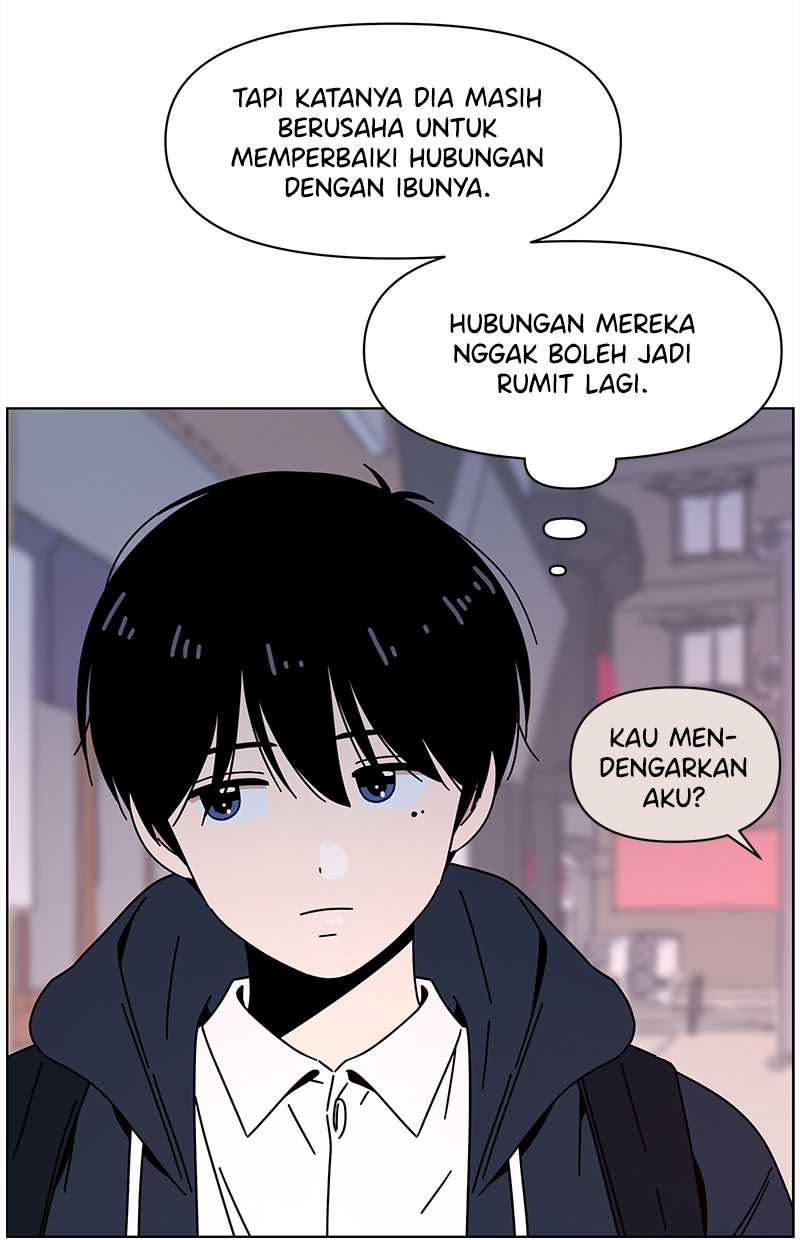 TAPI KATANYA DIA MASIH
BERUSAHA UNTUK
MEMPERBAIKI HUBUNGAN
DENGAN IBUNYA.
HUBUNGAN MEREKA
NGGAK BOLEH JADI
RUMIT LAGI.
KAU MEN-
DENGARKAN
AKU?